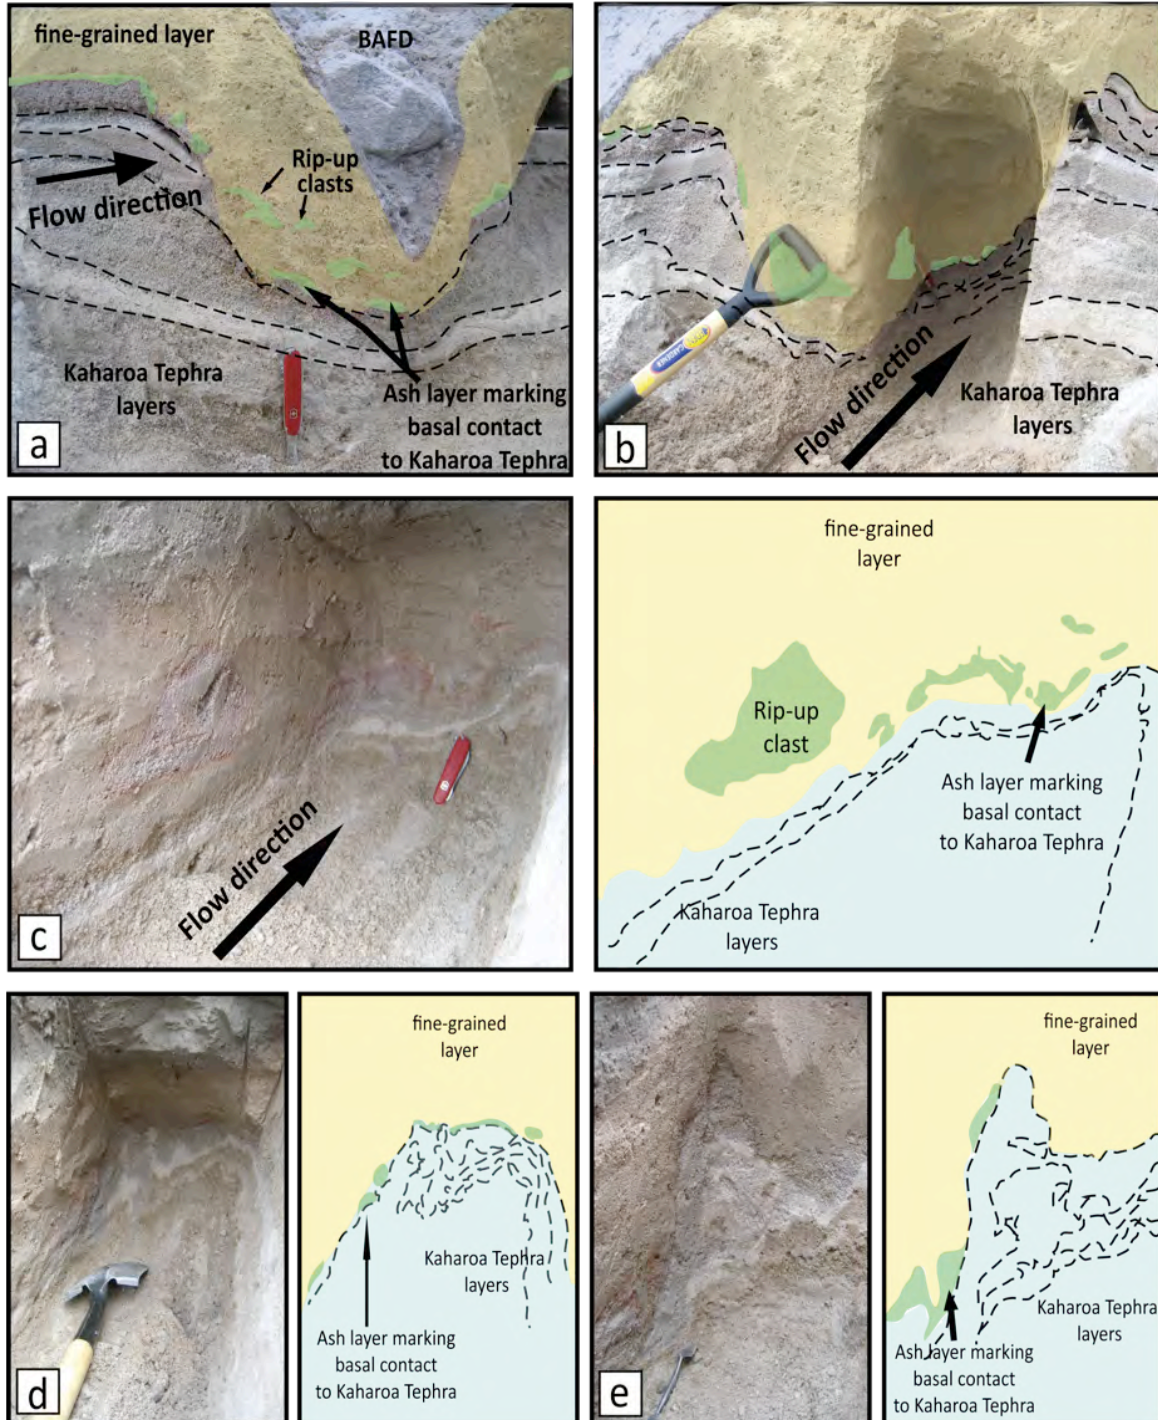 fine-grained layer
BAFD
Rip-up
clasts
Flow direction
Kaharoa Tephra
layers
Ash layer marking
basal contact
to Kaharoa Tephra
a
GARDENER
Flow direction
Kaharoa Tephra
layers
b
Flow direction
c
fine-grained
layer
Rip-up
clast
Ash layer marking
basal contact
to Kaharoa Tephra
Kaharoa Tephra
layers
d
fine-grained
layer
Kaharoa Tephra
layers
Ash layer marking
basal contact
to Kaharoa Tephra
e
fine-grained
layer
Kaharoa Tephra
layers
Ash layer marking
basal contact
to Kaharoa Tephra